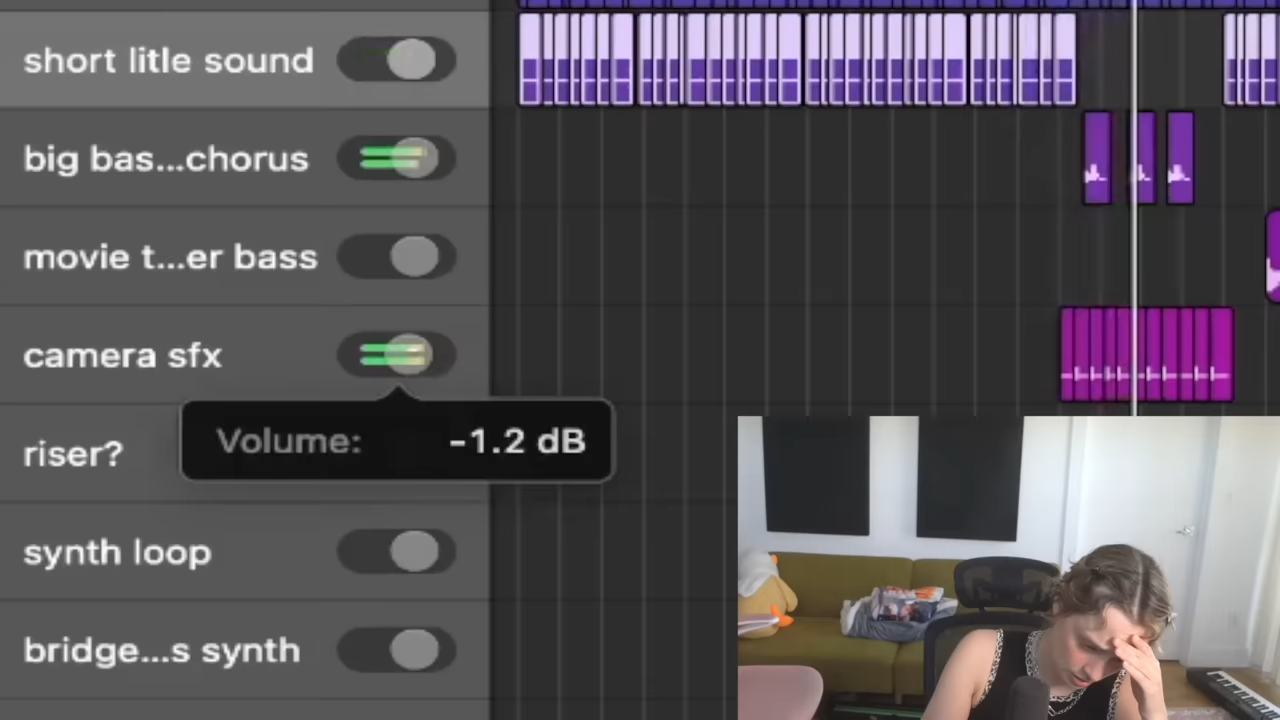 short litle sound
big bas...chorus
movie t...er bass
camera sfx
Volume: -1.2 dB
riser?
synth loop
bridge...s synth